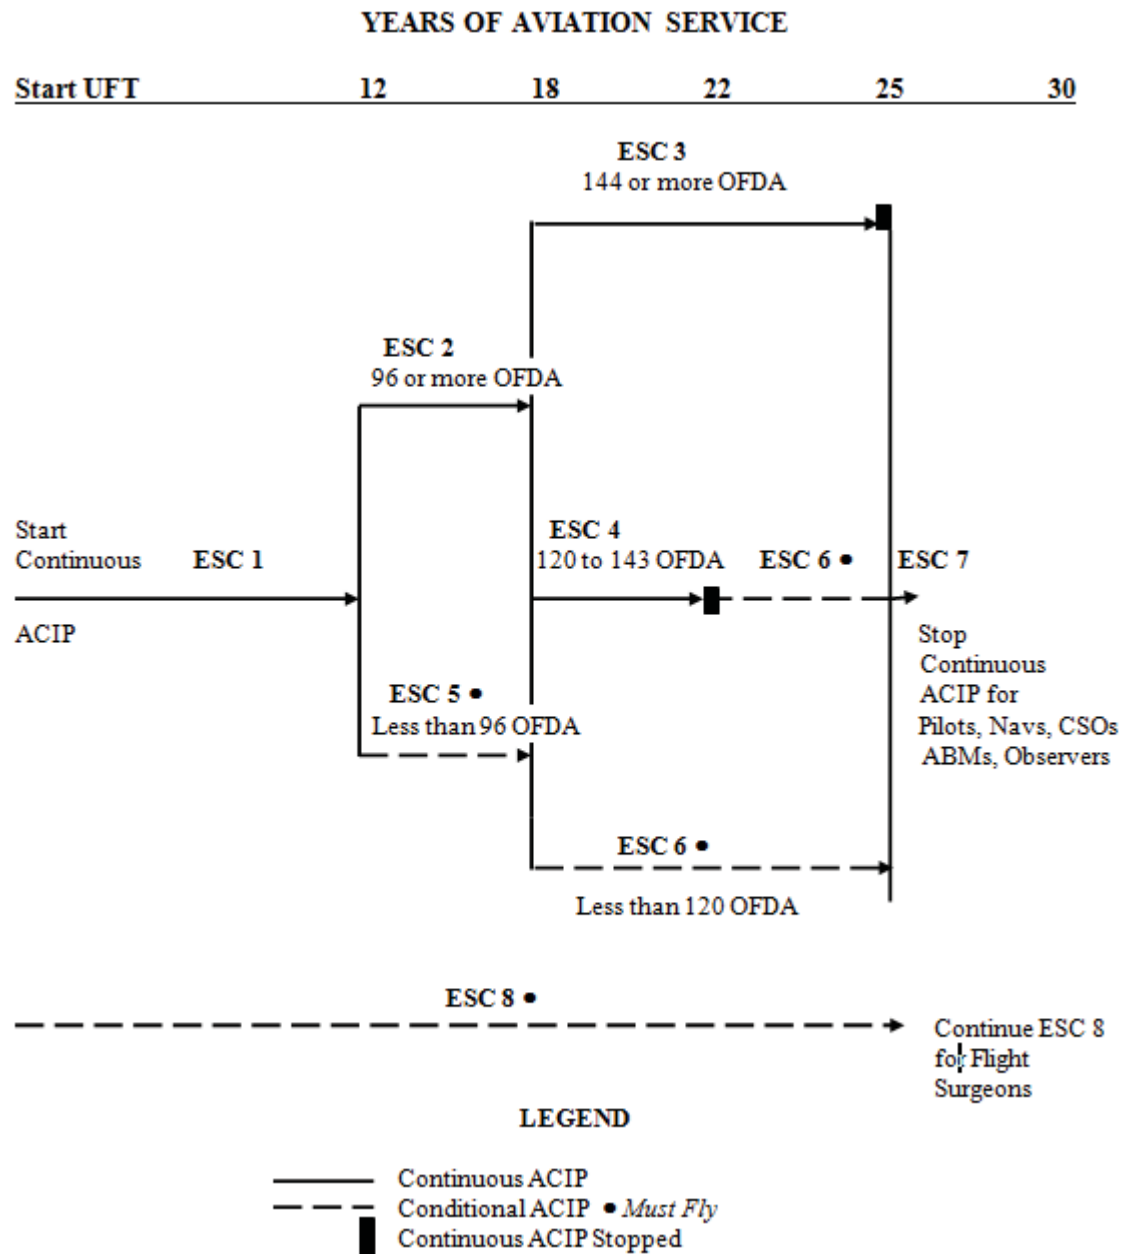 YEARS OF AVIATION SERVICE
Start UFT 12 18 22 25 30
ESC 3
144 or more OFDA
ESC 2
96 or more OFDA
Start
Continuous ESC 1
ACIP
ESC 4
120 to 143 OFDA
ESC 6 •
ESC 7
Stop
Continuous
ACIP for
Pilots, Navs, CSOs
ABMs, Observers
ESC 5 •
Less than 96 OFDA
ESC 6 •
Less than 120 OFDA
ESC 8 •
Continue ESC 8
for Flight
Surgeons
LEGEND
Continuous ACIP
Conditional ACIP • Must Fly
Continuous ACIP Stopped